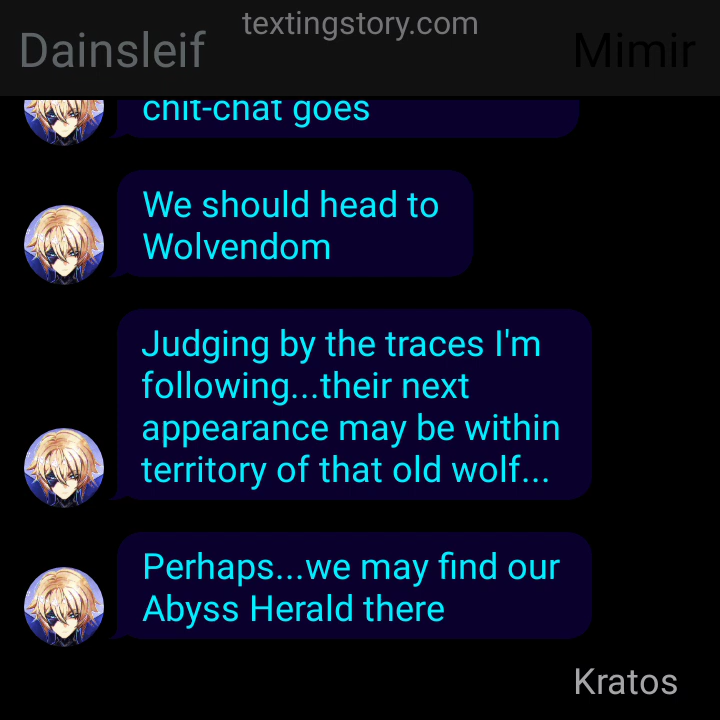 textingstory.com
Dainsleif
Mimir
chit-chat goes
We should head to
Wolvendom
Judging by the traces I'm
following...their next
appearance may be within
territory of that old wolf...
Perhaps...we may find our
Abyss Herald there
Kratos